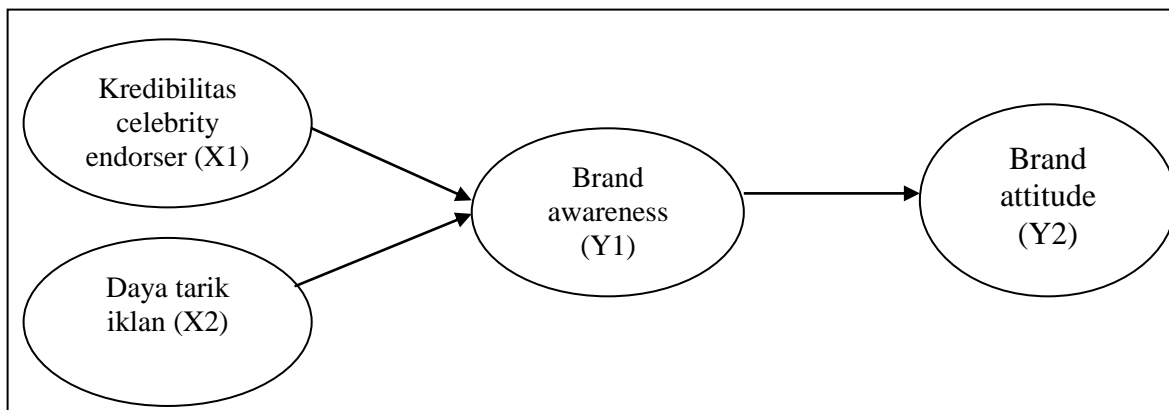 Kredibilitas
celebrity
endorser (X1)
Daya tarik
iklan (X2)
Brand
awareness
(Y1)
Brand
attitude
(Y2)